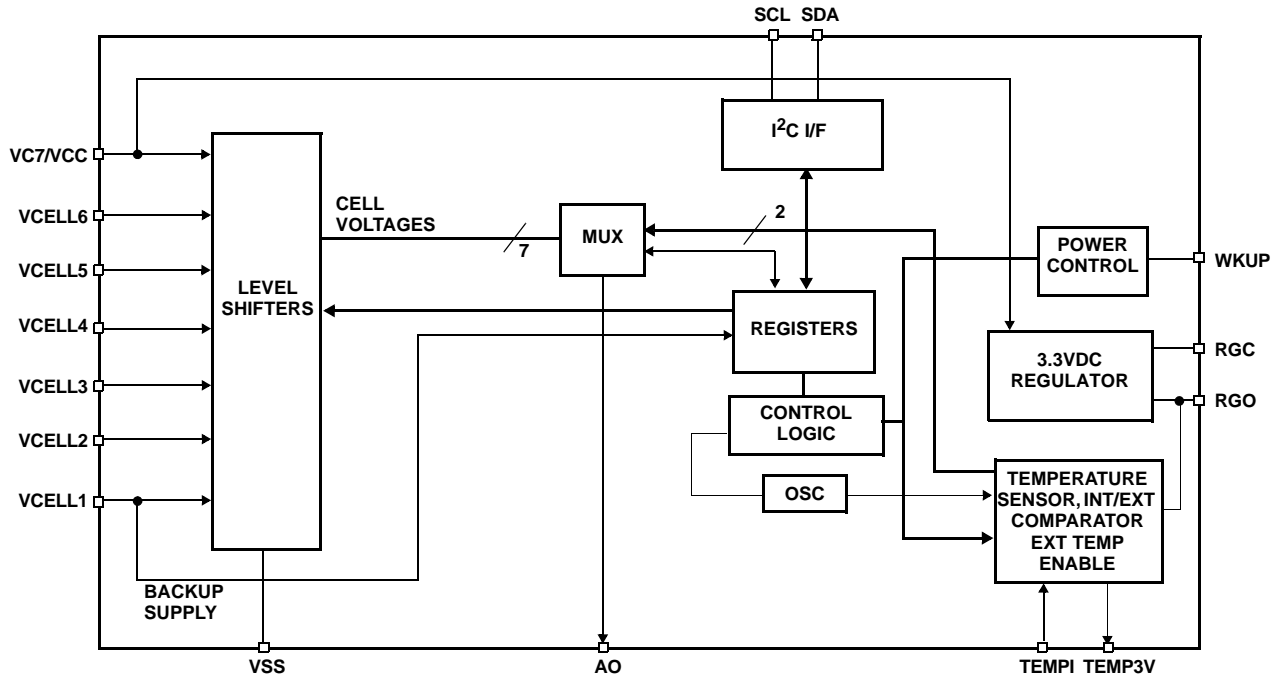 SCL SDA
I²C I/F
VC7/VCC
VCELL6
VCELL5
VCELL4
VCELL3
VCELL2
VCELL1
LEVEL
SHIFTERS
CELL
VOLTAGES
7
MUX
2
POWER
CONTROL
WKUP
REGISTERS
3.3VDC
REGULATOR
RGC
RGO
CONTROL
LOGIC
OSC
TEMPERATURE
SENSOR, INT/EXT
COMPARATOR
EXT TEMP
ENABLE
BACKUP
SUPPLY
VSS
AO
TEMPI TEMP3V